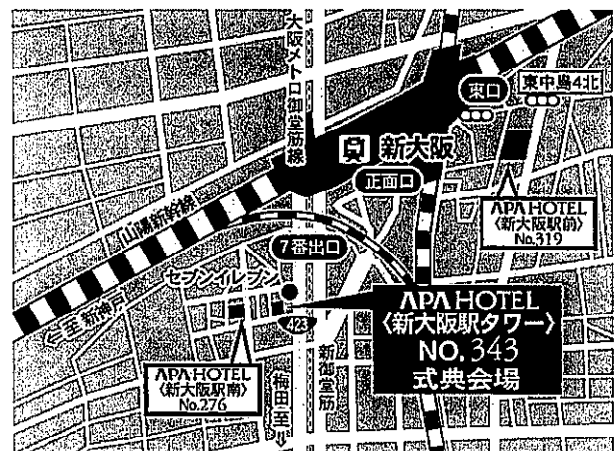 大阪メトロ御堂筋線
東口
東中島4北
新大阪
正面口
山陽新幹線
APA HOTEL
〈新大阪駅前〉
No.319
7番出口
セブンイレブン
至 新神戸
423
APA HOTEL
〈新大阪駅タワー〉
NO. 343
式典会場
APA HOTEL
〈新大阪駅南〉
No.276
新御堂筋
梅田至